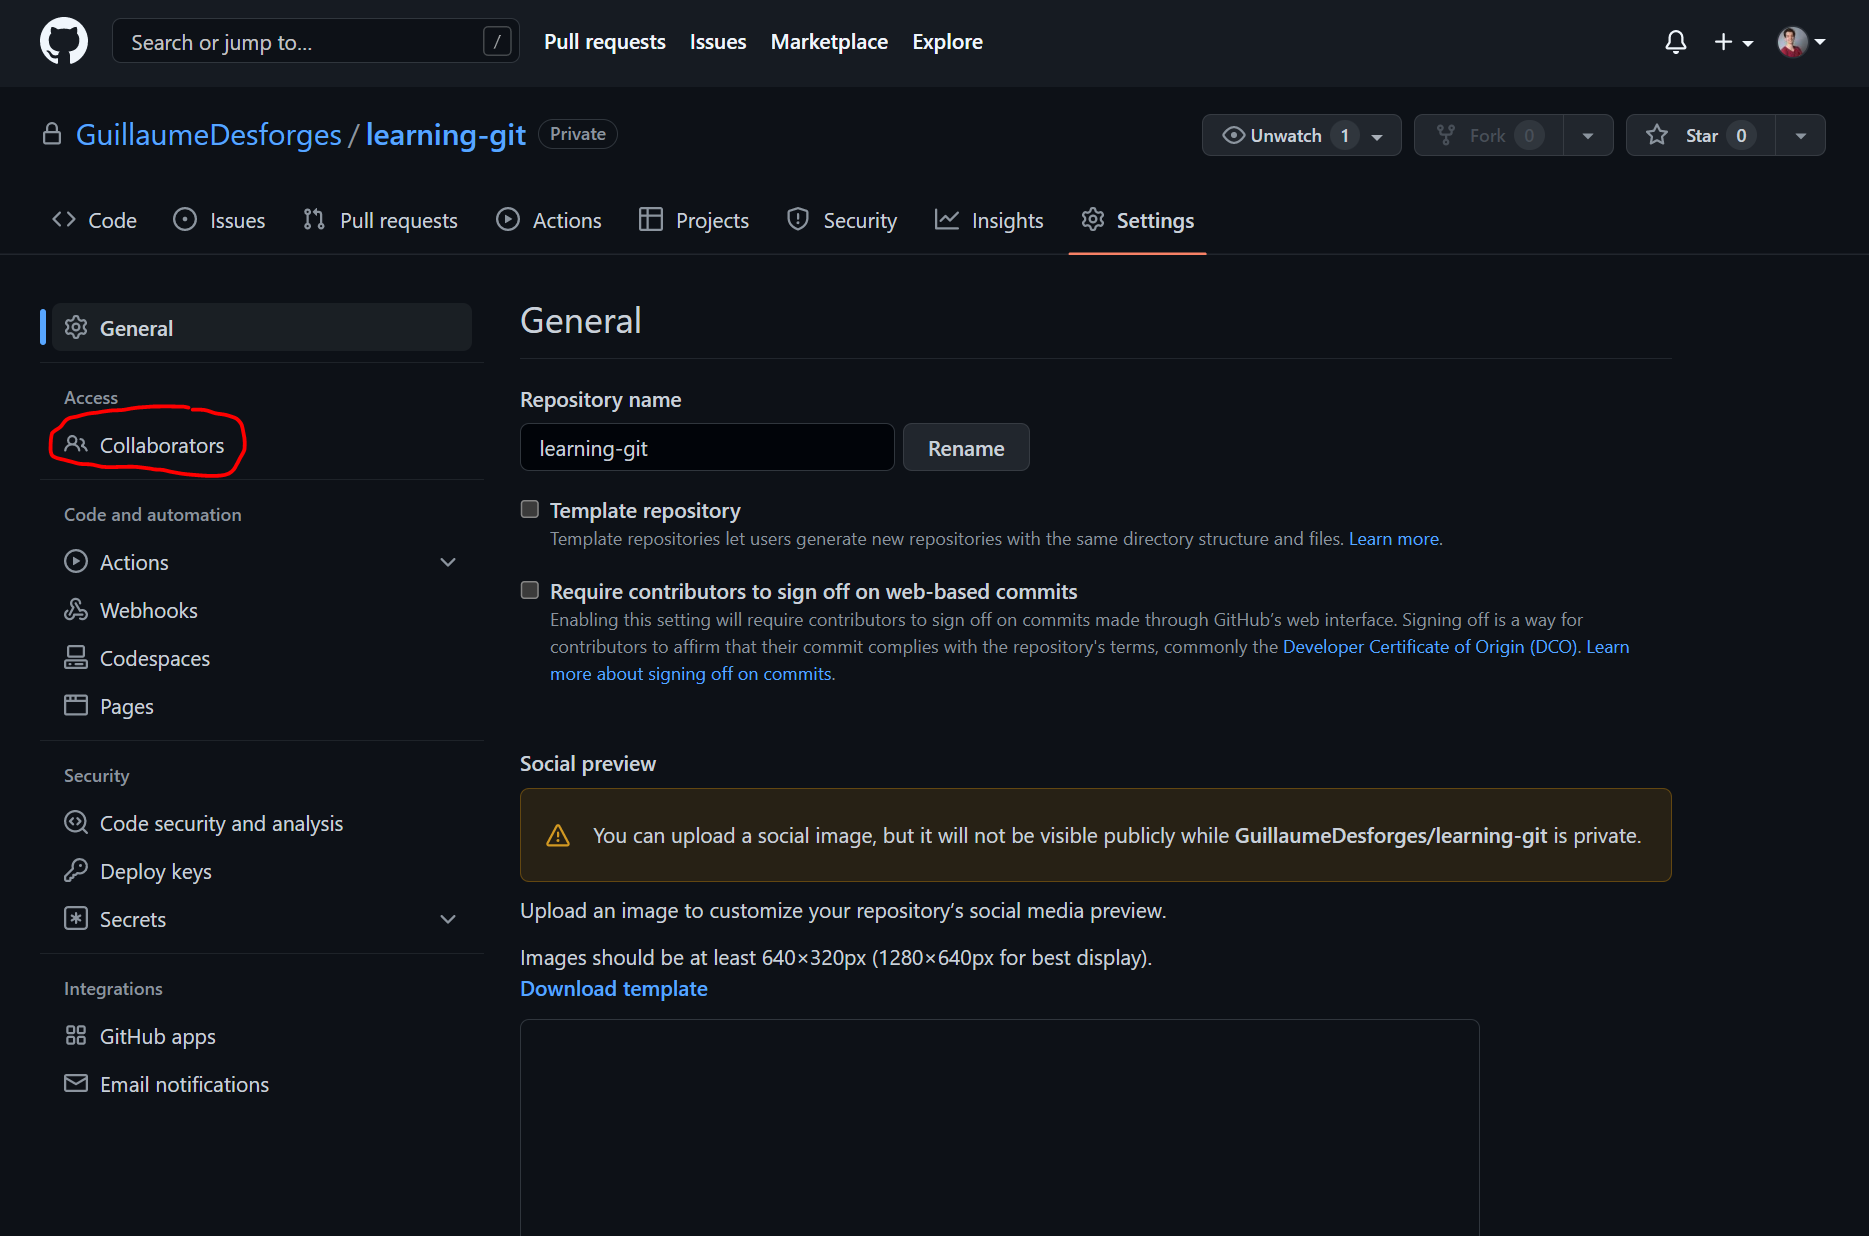 Search or jump to... /
Pull requests Issues Marketplace Explore
GuillaumeDesforges / learning-git Private
Unwatch 1 Fork 0 Star 0
Code Issues Pull requests Actions Projects Security Insights Settings
General
Access
Collaborators
Code and automation
Actions
Webhooks
Codespaces
Pages
Security
Code security and analysis
Deploy keys
Secrets
Integrations
GitHub apps
Email notifications
General
Repository name
learning-git Rename
Template repository
Template repositories let users generate new repositories with the same directory structure and files. Learn more.
Require contributors to sign off on web-based commits
Enabling this setting will require contributors to sign off on commits made through GitHub’s web interface. Signing off is a way for
contributors to affirm that their commit complies with the repository's terms, commonly the Developer Certificate of Origin (DCO). Learn
more about signing off on commits.
Social preview
You can upload a social image, but it will not be visible publicly while GuillaumeDesforges/learning-git is private.
Upload an image to customize your repository’s social media preview.
Images should be at least 640×320px (1280×640px for best display).
Download template